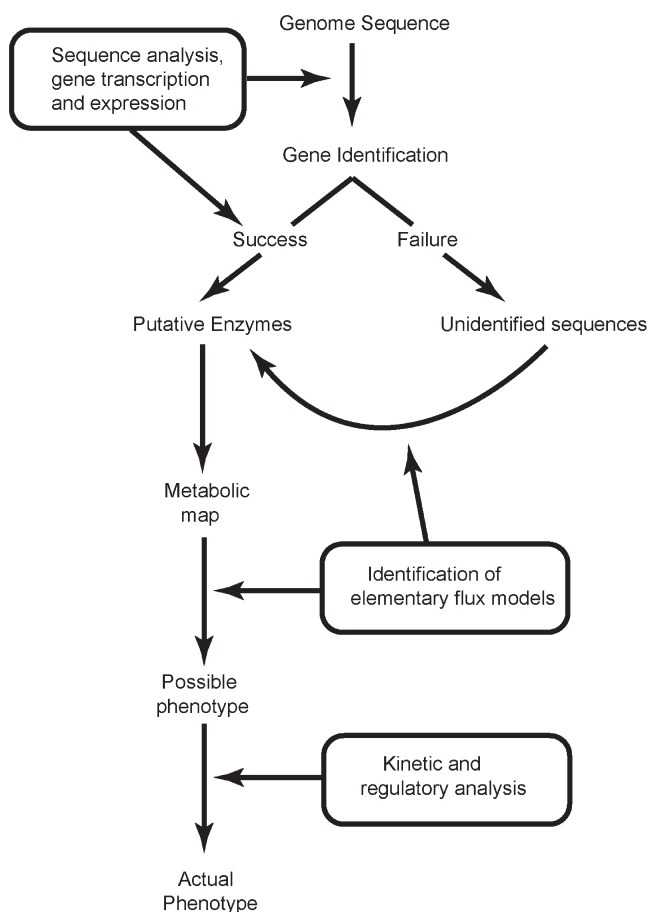 Genome Sequence
Sequence analysis,
gene transcription
and expression
Gene Identification
Success
Failure
Putative Enzymes
Unidentified sequences
Metabolic
map
Identification of
elementary flux models
Possible
phenotype
Kinetic and
regulatory analysis
Actual
Phenotype